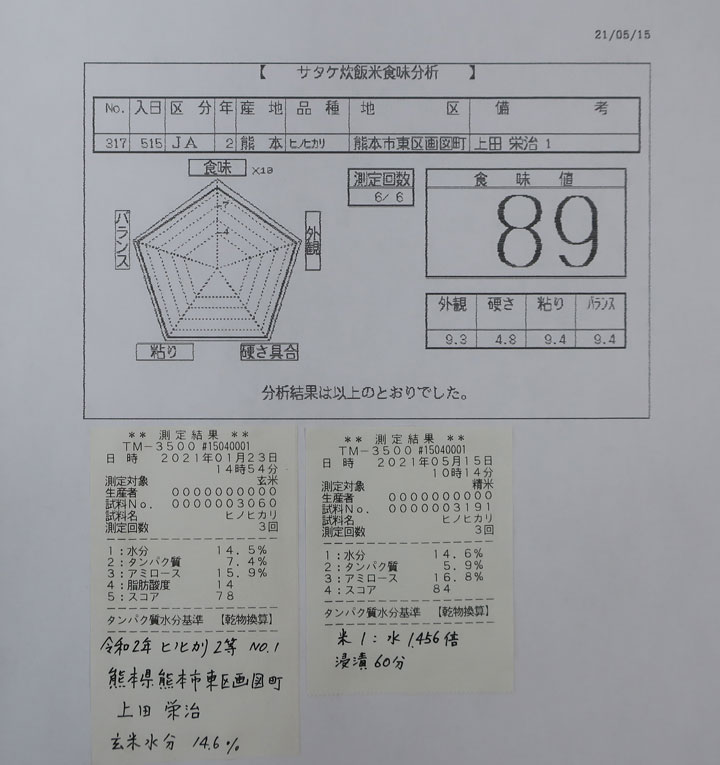 21/05/15
【 サタケ炊飯米食味分析 】
No. 入日 区分 年 産地 品種 地区 備考
317 515 JA 2 熊本 ヒノヒカリ 熊本市東区画図町 上田 栄治 1
食味 X10
7
4
外観
硬さ具合
粘り
バランス
測定回数
6/ 6
食味値
89
外観 硬さ 粘り バランス
9.3 4.8 9.4 9.4
分析結果は以上のとおりでした。
** 測定結果 **
TM-3500 #15040001
日 時 2021年01月23日
14時54分
測定対象 玄米
生産者 0000000000
試料No. 0000003060
試料名 ヒノヒカリ
測定回数 3回
1:水分 14.5%
2:タンパク質 7.4%
3:アミロース 15.9%
4:脂肪酸度 14
5:スコア 78
タンパク質水分基準 【乾物換算】
令和2年 ヒノヒカリ 2等 NO.1
熊本県熊本市東区画図町
上田 栄治
玄米水分 14.6%
** 測定結果 **
TM-3500 #15040001
日 時 2021年05月15日
10時14分
測定対象 精米
生産者 0000000000
試料No. 0000003191
試料名 ヒノヒカリ
測定回数 3回
1:水分 14.6%
2:タンパク質 5.9%
3:アミロース 16.8%
4:スコア 84
タンパク質水分基準 【乾物換算】
米1:水1.456倍
浸漬60分